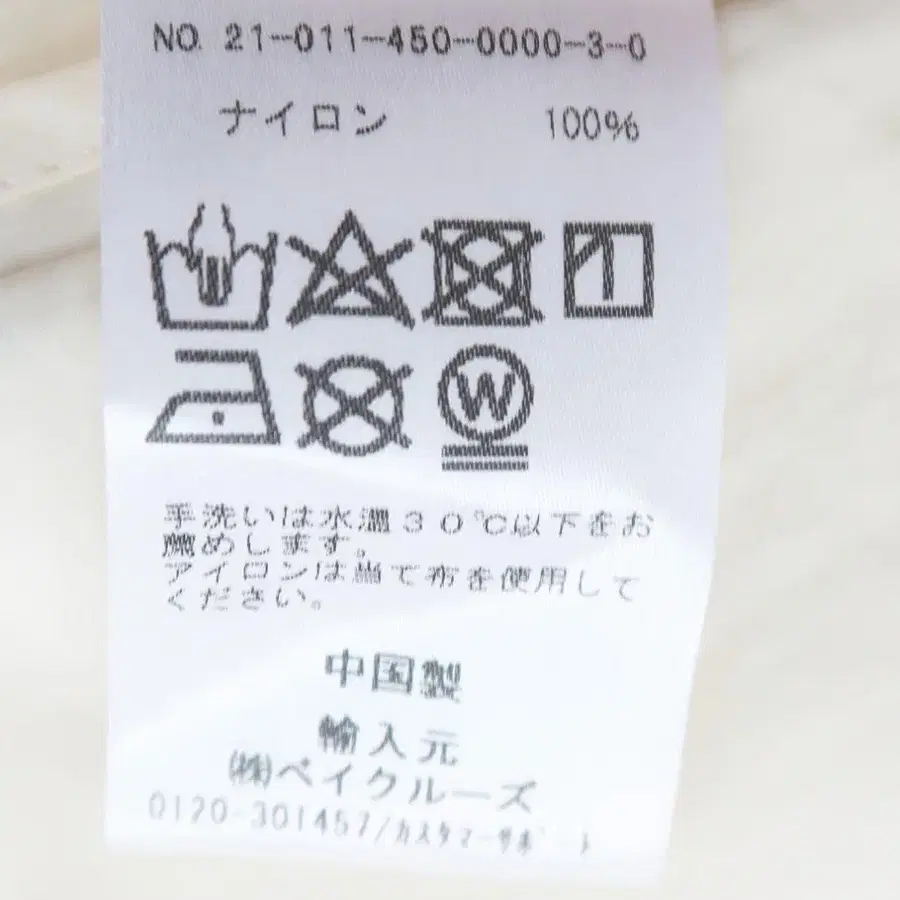 NO. 21-011-450-0000-3-0
ナイロン 100%
W
手洗いは水温30℃以下をお
薦めします。
アイロンは当て布を使用して
ください。
中国製
輸入元
㈱ベイクルーズ
0120-301457/カスタマーサポート